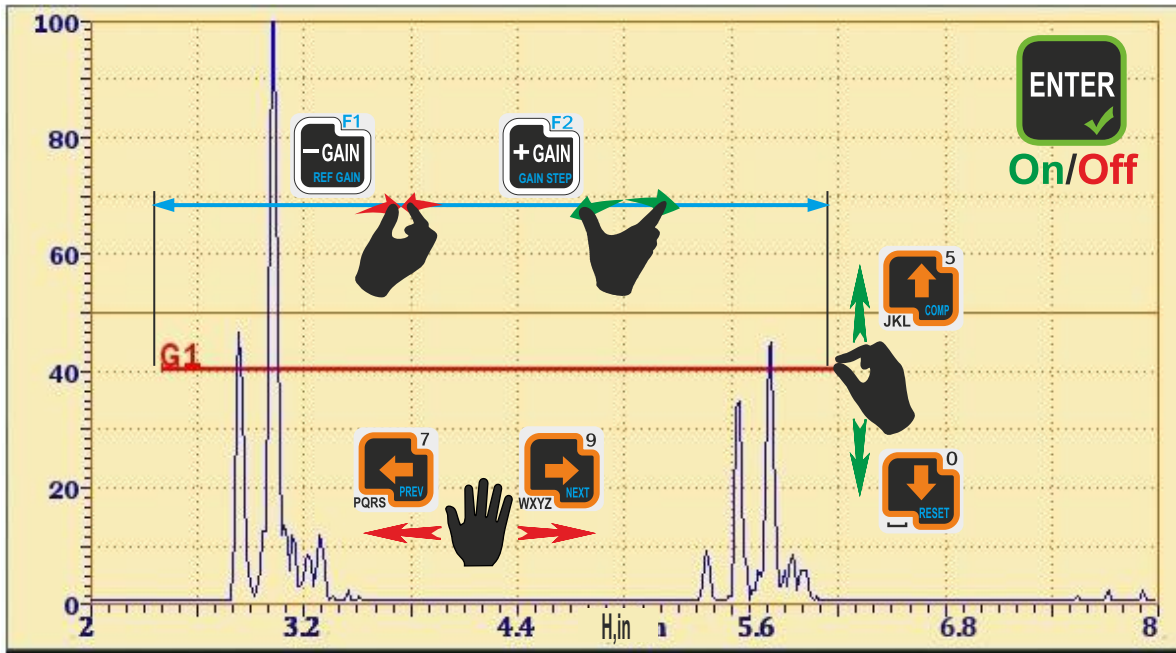 100
80
60
40
20
0
2
3.2
4.4
H,in
5.6
6.8
8
G1
F1
−GAIN
REF GAIN
F2
+GAIN
GAIN STEP
ENTER
On/Off
5
JKL
COMP
7
PQRS
PREV
9
WXYZ
NEXT
0
RESET